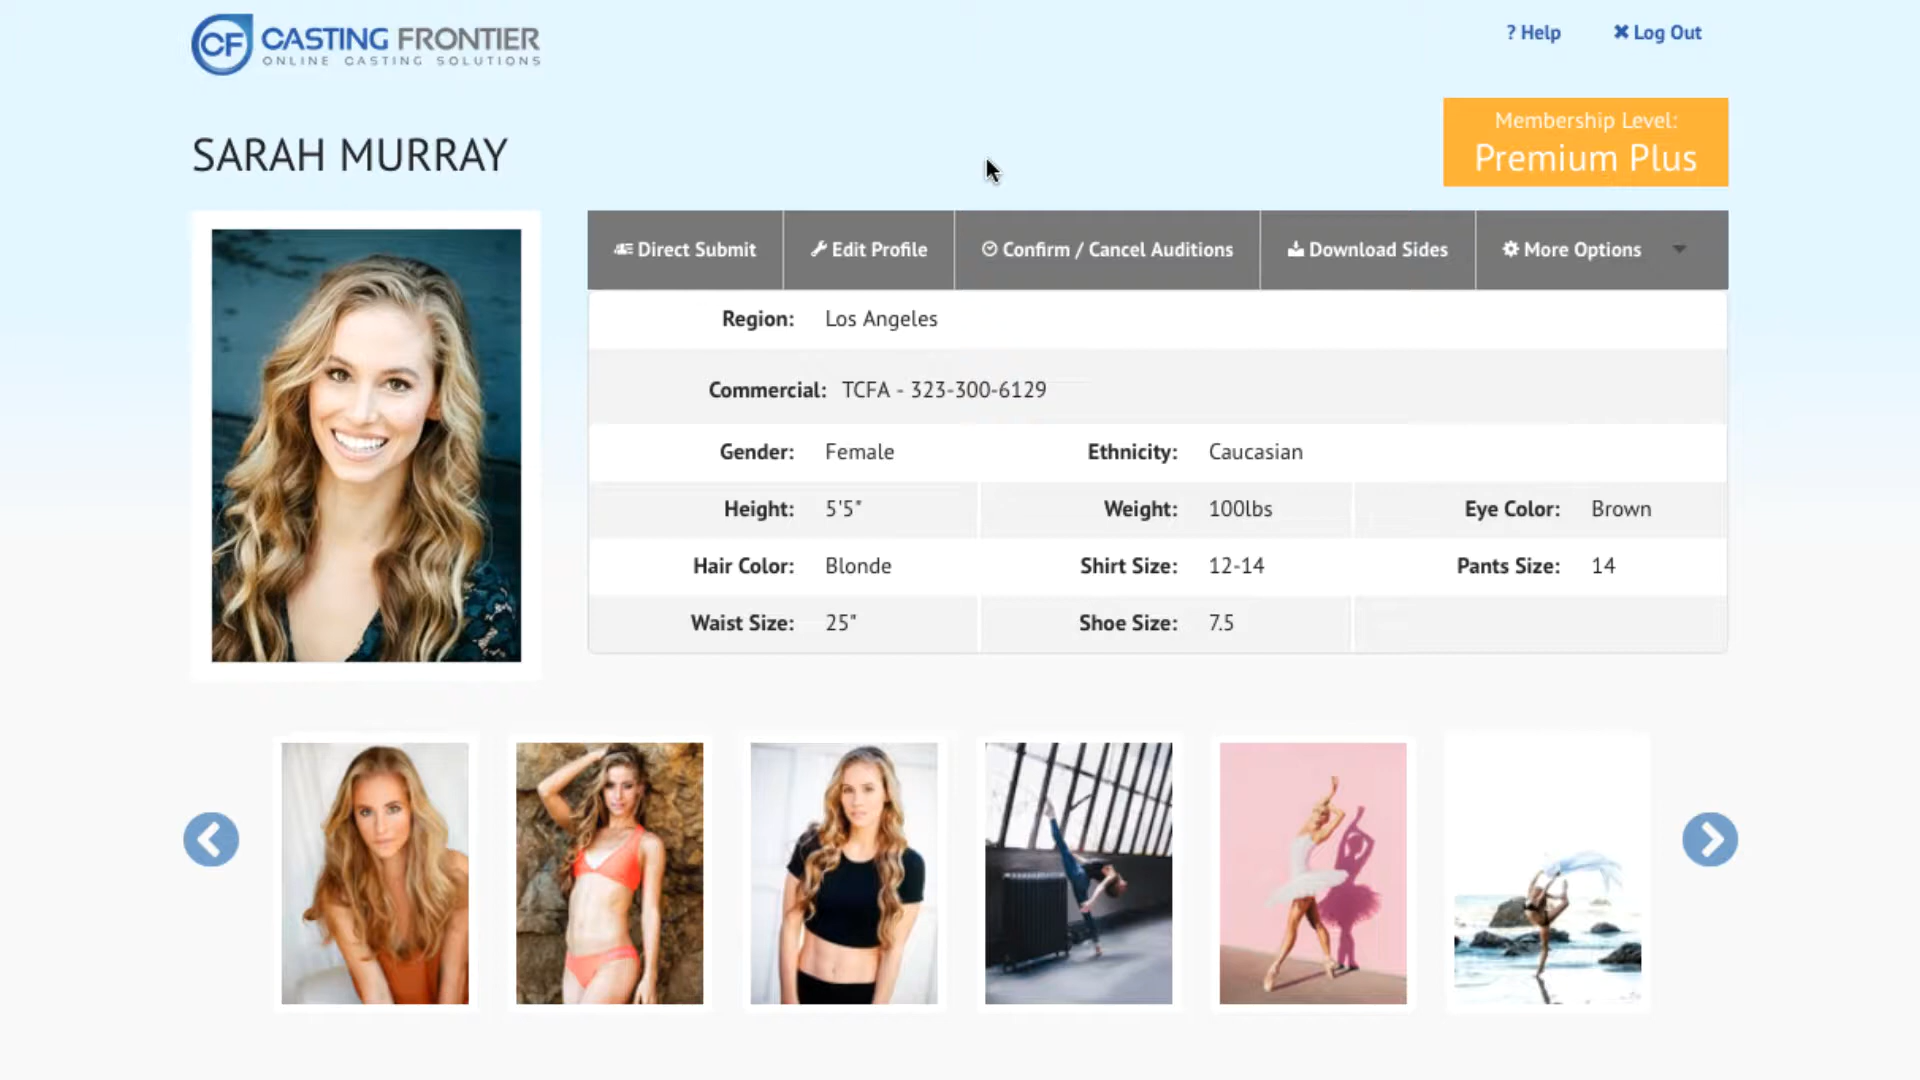 CF CASTING FRONTIER
ONLINE CASTING SOLUTIONS
? Help
Log Out
SARAH MURRAY
Membership Level:
Premium Plus
Direct Submit
Edit Profile
Confirm / Cancel Auditions
Download Sides
More Options
Region: Los Angeles
Commercial: TCFA - 323-300-6129
Gender: Female Ethnicity: Caucasian
Height: 5'5" Weight: 100lbs Eye Color: Brown
Hair Color: Blonde Shirt Size: 12-14 Pants Size: 14
Waist Size: 25" Shoe Size: 7.5